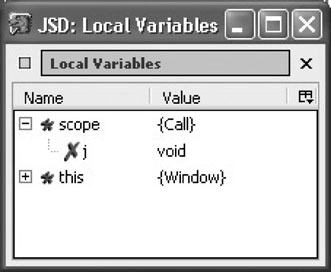 JSD: Local Variables
Local Variables
Name Value
scope {Call}
j void
this {Window}